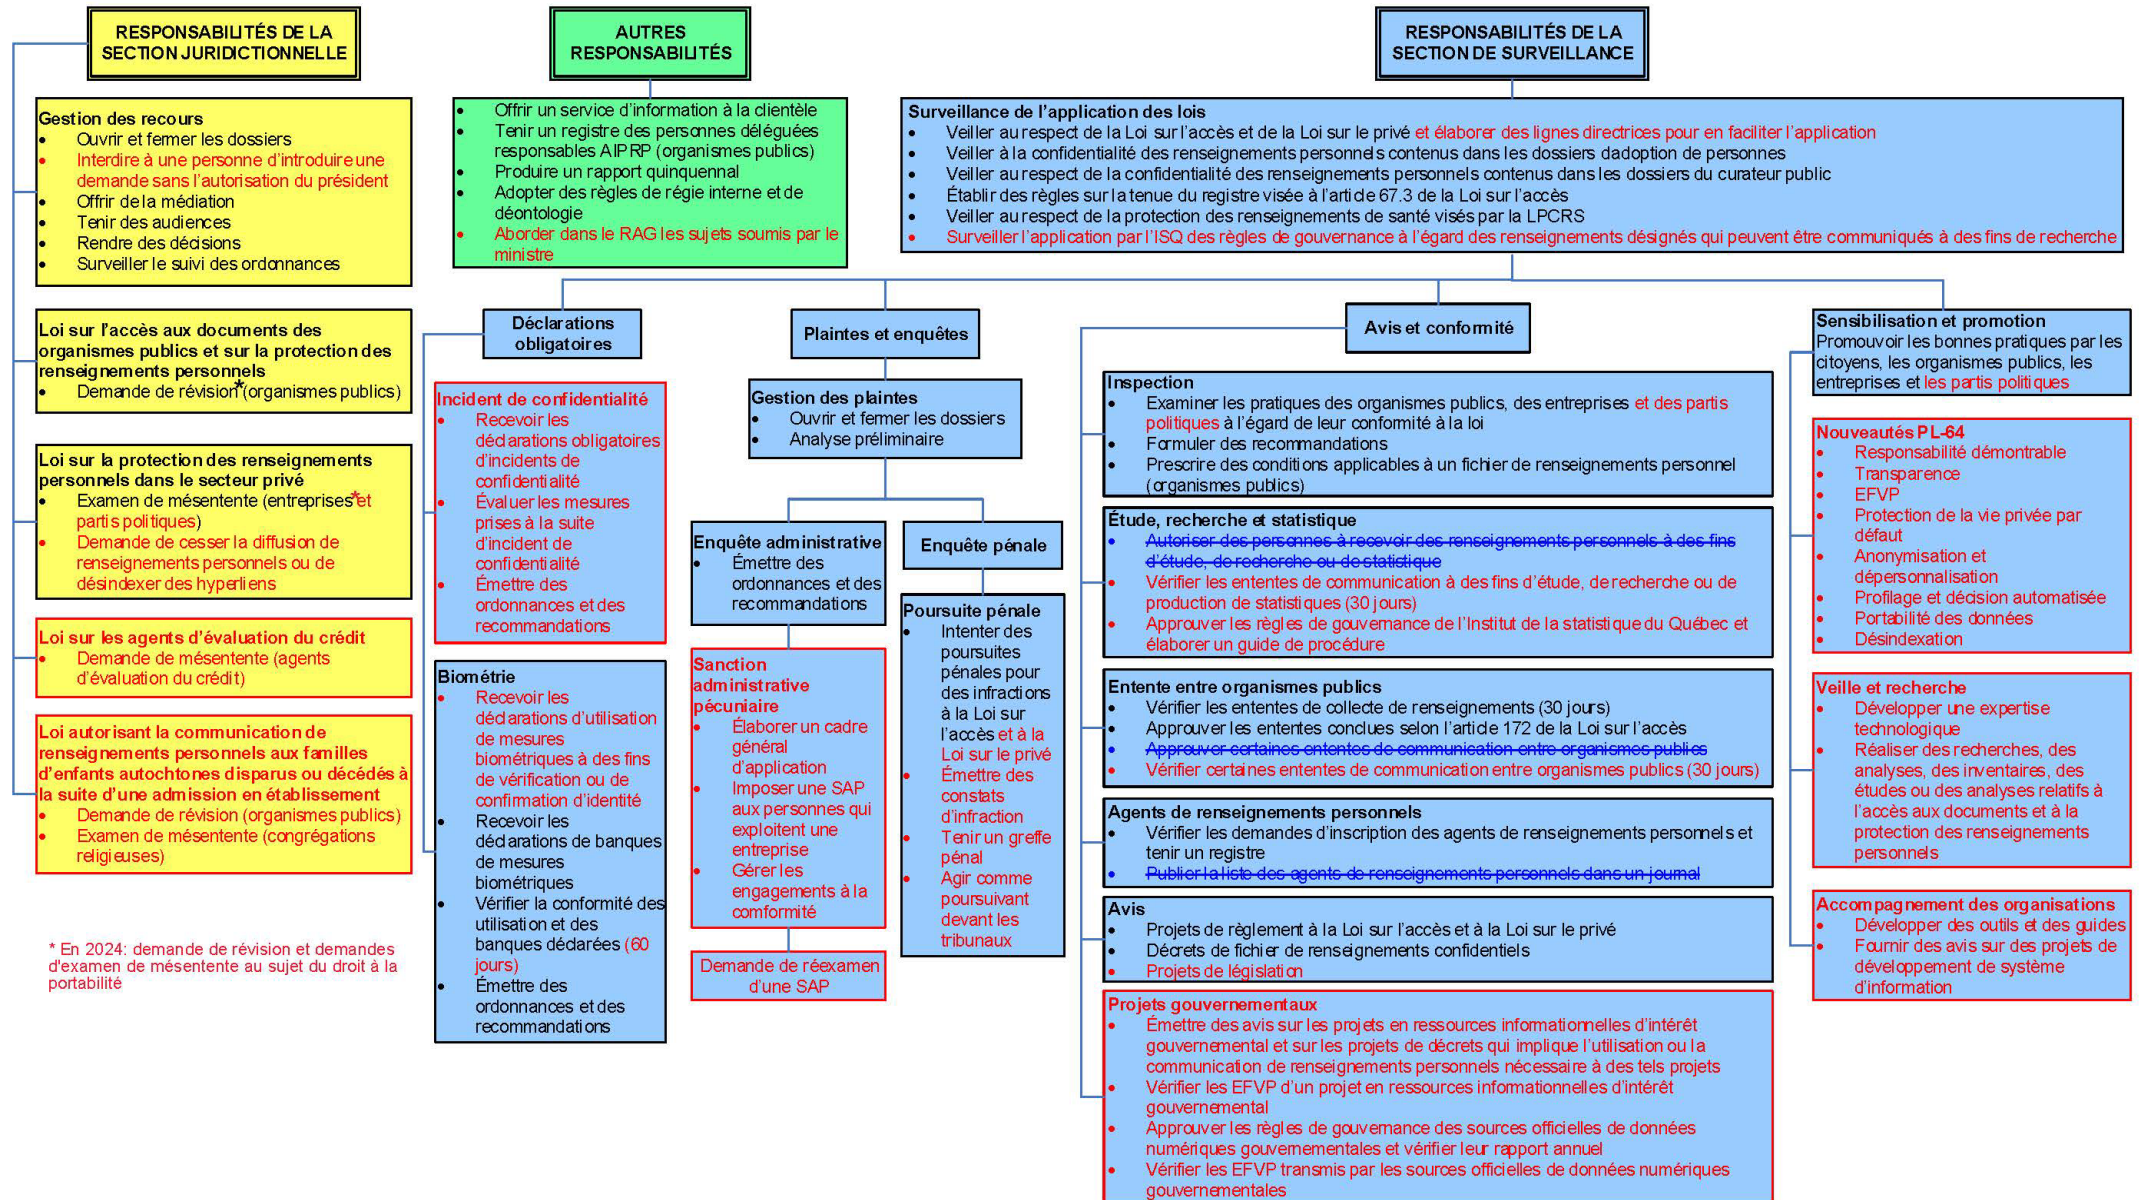 RESPONSABILITÉS DE LA
SECTION JURIDICTIONNELLE
Gestion des recours
• Ouvrir et fermer les dossiers
• Interdire à une personne d'introduire une
demande sans l'autorisation du président
• Offrir de la médiation
• Tenir des audiences
• Rendre des décisions
• Surveiller le suivi des ordonnances
Loi sur l'accès aux documents des
organismes publics et sur la protection des
renseignements personnels
• Demande de révision* (organismes publics)
Loi sur la protection des renseignements
personnels dans le secteur privé
• Examen de mésentente (entreprises* et
partis politiques)
• Demande de cesser la diffusion de
renseignements personnels ou de
désindexer des hyperliens
Loi sur les agents d'évaluation du crédit
• Demande de mésentente (agents
d'évaluation du crédit)
Loi autorisant la communication de
renseignements personnels aux familles
d'enfants autochtones disparus ou décédés à
la suite d'une admission en établissement
• Demande de révision (organismes publics)
• Examen de mésentente (congrégations
religieuses)
* En 2024: demande de révision et demandes
d'examen de mésentente au sujet du droit à la
portabilité
AUTRES
RESPONSABILITÉS
• Offrir un service d'information à la clientèle
• Tenir un registre des personnes déléguées
responsables AIPRP (organismes publics)
• Produire un rapport quinquennal
• Adopter des règles de régie interne et de
déontologie
• Aborder dans le RAG les sujets soumis par le
ministre
RESPONSABILITÉS DE LA
SECTION DE SURVEILLANCE
Surveillance de l'application des lois
• Veiller au respect de la Loi sur l'accès et de la Loi sur le privé et élaborer des lignes directrices pour en faciliter l'application
• Veiller à la confidentialité des renseignements personnels contenus dans les dossiers dadoption de personnes
• Veiller au respect de la confidentialité des renseignements personnels contenus dans les dossiers du curateur public
• Établir des règles sur la tenue du registre visée à l'article 67.3 de la Loi sur l'accès
• Veiller au respect de la protection des renseignements de santé visés par la LPCRS
• Surveiller l'application par l'ISQ des règles de gouvernance à l'égard des renseignements désignés qui peuvent être communiqués à des fins de recherche
Déclarations
obligatoires
Incident de confidentialité
• Recevoir les
déclarations obligatoires
d'incidents de
confidentialité
• Évaluer les mesures
prises à la suite
d'incident de
confidentialité
• Émettre des
ordonnances et des
recommandations
Biométrie
• Recevoir les
déclarations d'utilisation
de mesures
biométriques à des fins
de vérification ou de
confirmation d'identité
• Recevoir les
déclarations de banques
de mesures
biométriques
• Vérifier la conformité des
utilisation et des
banques déclarées (60
jours)
• Émettre des
ordonnances et des
recommandations
Plaintes et enquêtes
Gestion des plaintes
• Ouvrir et fermer les dossiers
• Analyse préliminaire
Enquête administrative
• Émettre des
ordonnances et des
recommandations
Sanction
administrative
pécuniaire
• Élaborer un cadre
général
d'application
• Imposer une SAP
aux personnes qui
exploitent une
entreprise
• Gérer les
engagements à la
comformité
Demande de réexamen
d'une SAP
Enquête pénale
Poursuite pénale
• Intenter des
poursuites
pénales pour
des infractions
à la Loi sur
l'accès et à la
Loi sur le privé
• Émettre des
constats
d'infraction
• Tenir un greffe
pénal
• Agir comme
poursuivant
devant les
tribunaux
Avis et conformité
Inspection
• Examiner les pratiques des organismes publics, des entreprises et des partis
politiques à l'égard de leur conformité à la loi
• Formuler des recommandations
• Prescrire des conditions applicables à un fichier de renseignements personnel
(organismes publics)
Étude, recherche et statistique
• Autoriser des personnes à recevoir des renseignements personnels à des fins
d'étude, de recherche ou de statistique
• Vérifier les ententes de communication à des fins d'étude, de recherche ou de
production de statistiques (30 jours)
• Approuver les règles de gouvernance de l'Institut de la statistique du Québec et
élaborer un guide de procédure
Entente entre organismes publics
• Vérifier les ententes de collecte de renseignements (30 jours)
• Approuver les ententes conclues selon l'article 172 de la Loi sur l'accès
• Approuver certaines ententes de communication entre organismes publics
• Vérifier certaines ententes de communication entre organismes publics (30 jours)
Agents de renseignements personnels
• Vérifier les demandes d'inscription des agents de renseignements personnels et
tenir un registre
• Publier la liste des agents de renseignements personnels dans un journal
Avis
• Projets de règlement à la Loi sur l'accès et à la Loi sur le privé
• Décrets de fichier de renseignements confidentiels
• Projets de législation
Projets gouvernementaux
• Émettre des avis sur les projets en ressources informationnelles d'intérêt
gouvernemental et sur les projets de décrets qui implique l'utilisation ou la
communication de renseignements personnels nécessaire à des tels projets
• Vérifier les EFVP d'un projet en ressources informationnelles d'intérêt
gouvernemental
• Approuver les règles de gouvernance des sources officielles de données
numériques gouvernementales et vérifier leur rapport annuel
• Vérifier les EFVP transmis par les sources officielles de données numériques
gouvernementales
Sensibilisation et promotion
Promouvoir les bonnes pratiques par les
citoyens, les organismes publics, les
entreprises et les partis politiques
Nouveautés PL-64
• Responsabilité démontrable
• Transparence
• EFVP
• Protection de la vie privée par
défaut
• Anonymisation et
dépersonnalisation
• Profilage et décision automatisée
• Portabilité des données
• Désindexation
Veille et recherche
• Développer une expertise
technologique
• Réaliser des recherches, des
analyses, des inventaires, des
études ou des analyses relatifs à
l'accès aux documents et à la
protection des renseignements
personnels
Accompagnement des organisations
• Développer des outils et des guides
• Fournir des avis sur des projets de
développement de système
d'information